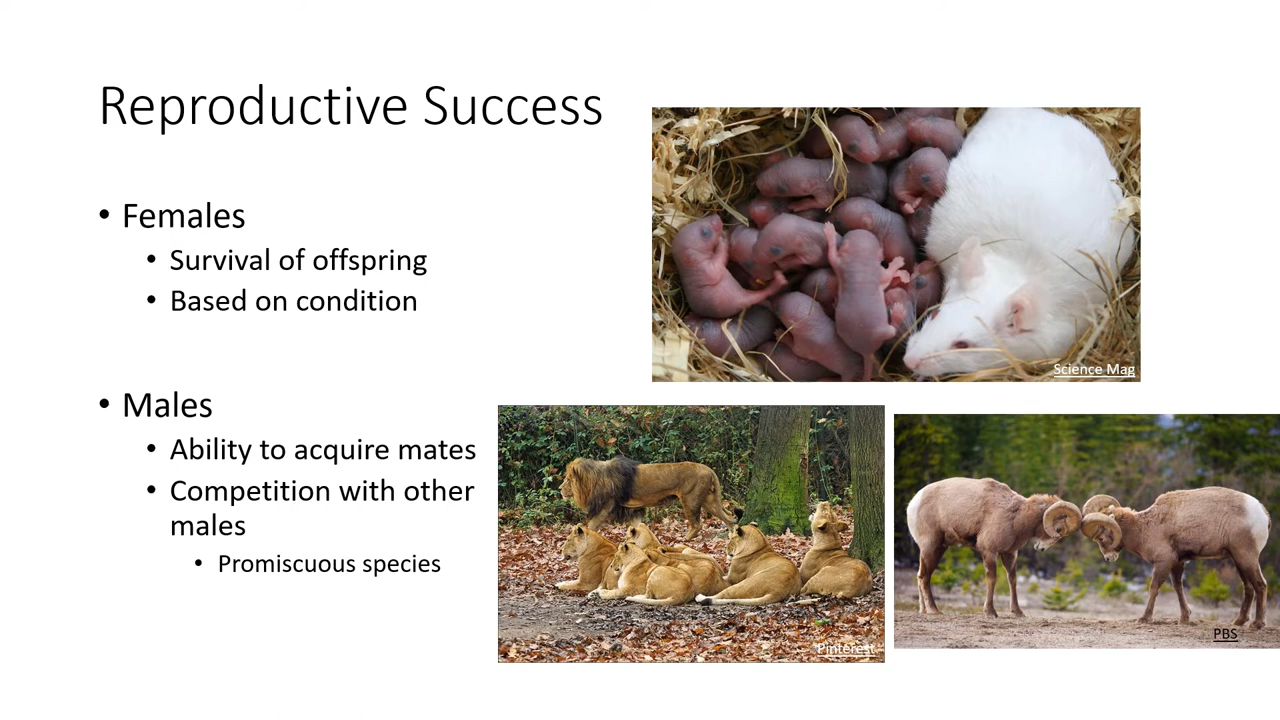 Reproductive Success
• Females
• Survival of offspring
• Based on condition
• Males
• Ability to acquire mates
• Competition with other
males
• Promiscuous species
Science Mag
Pinterest
PBS